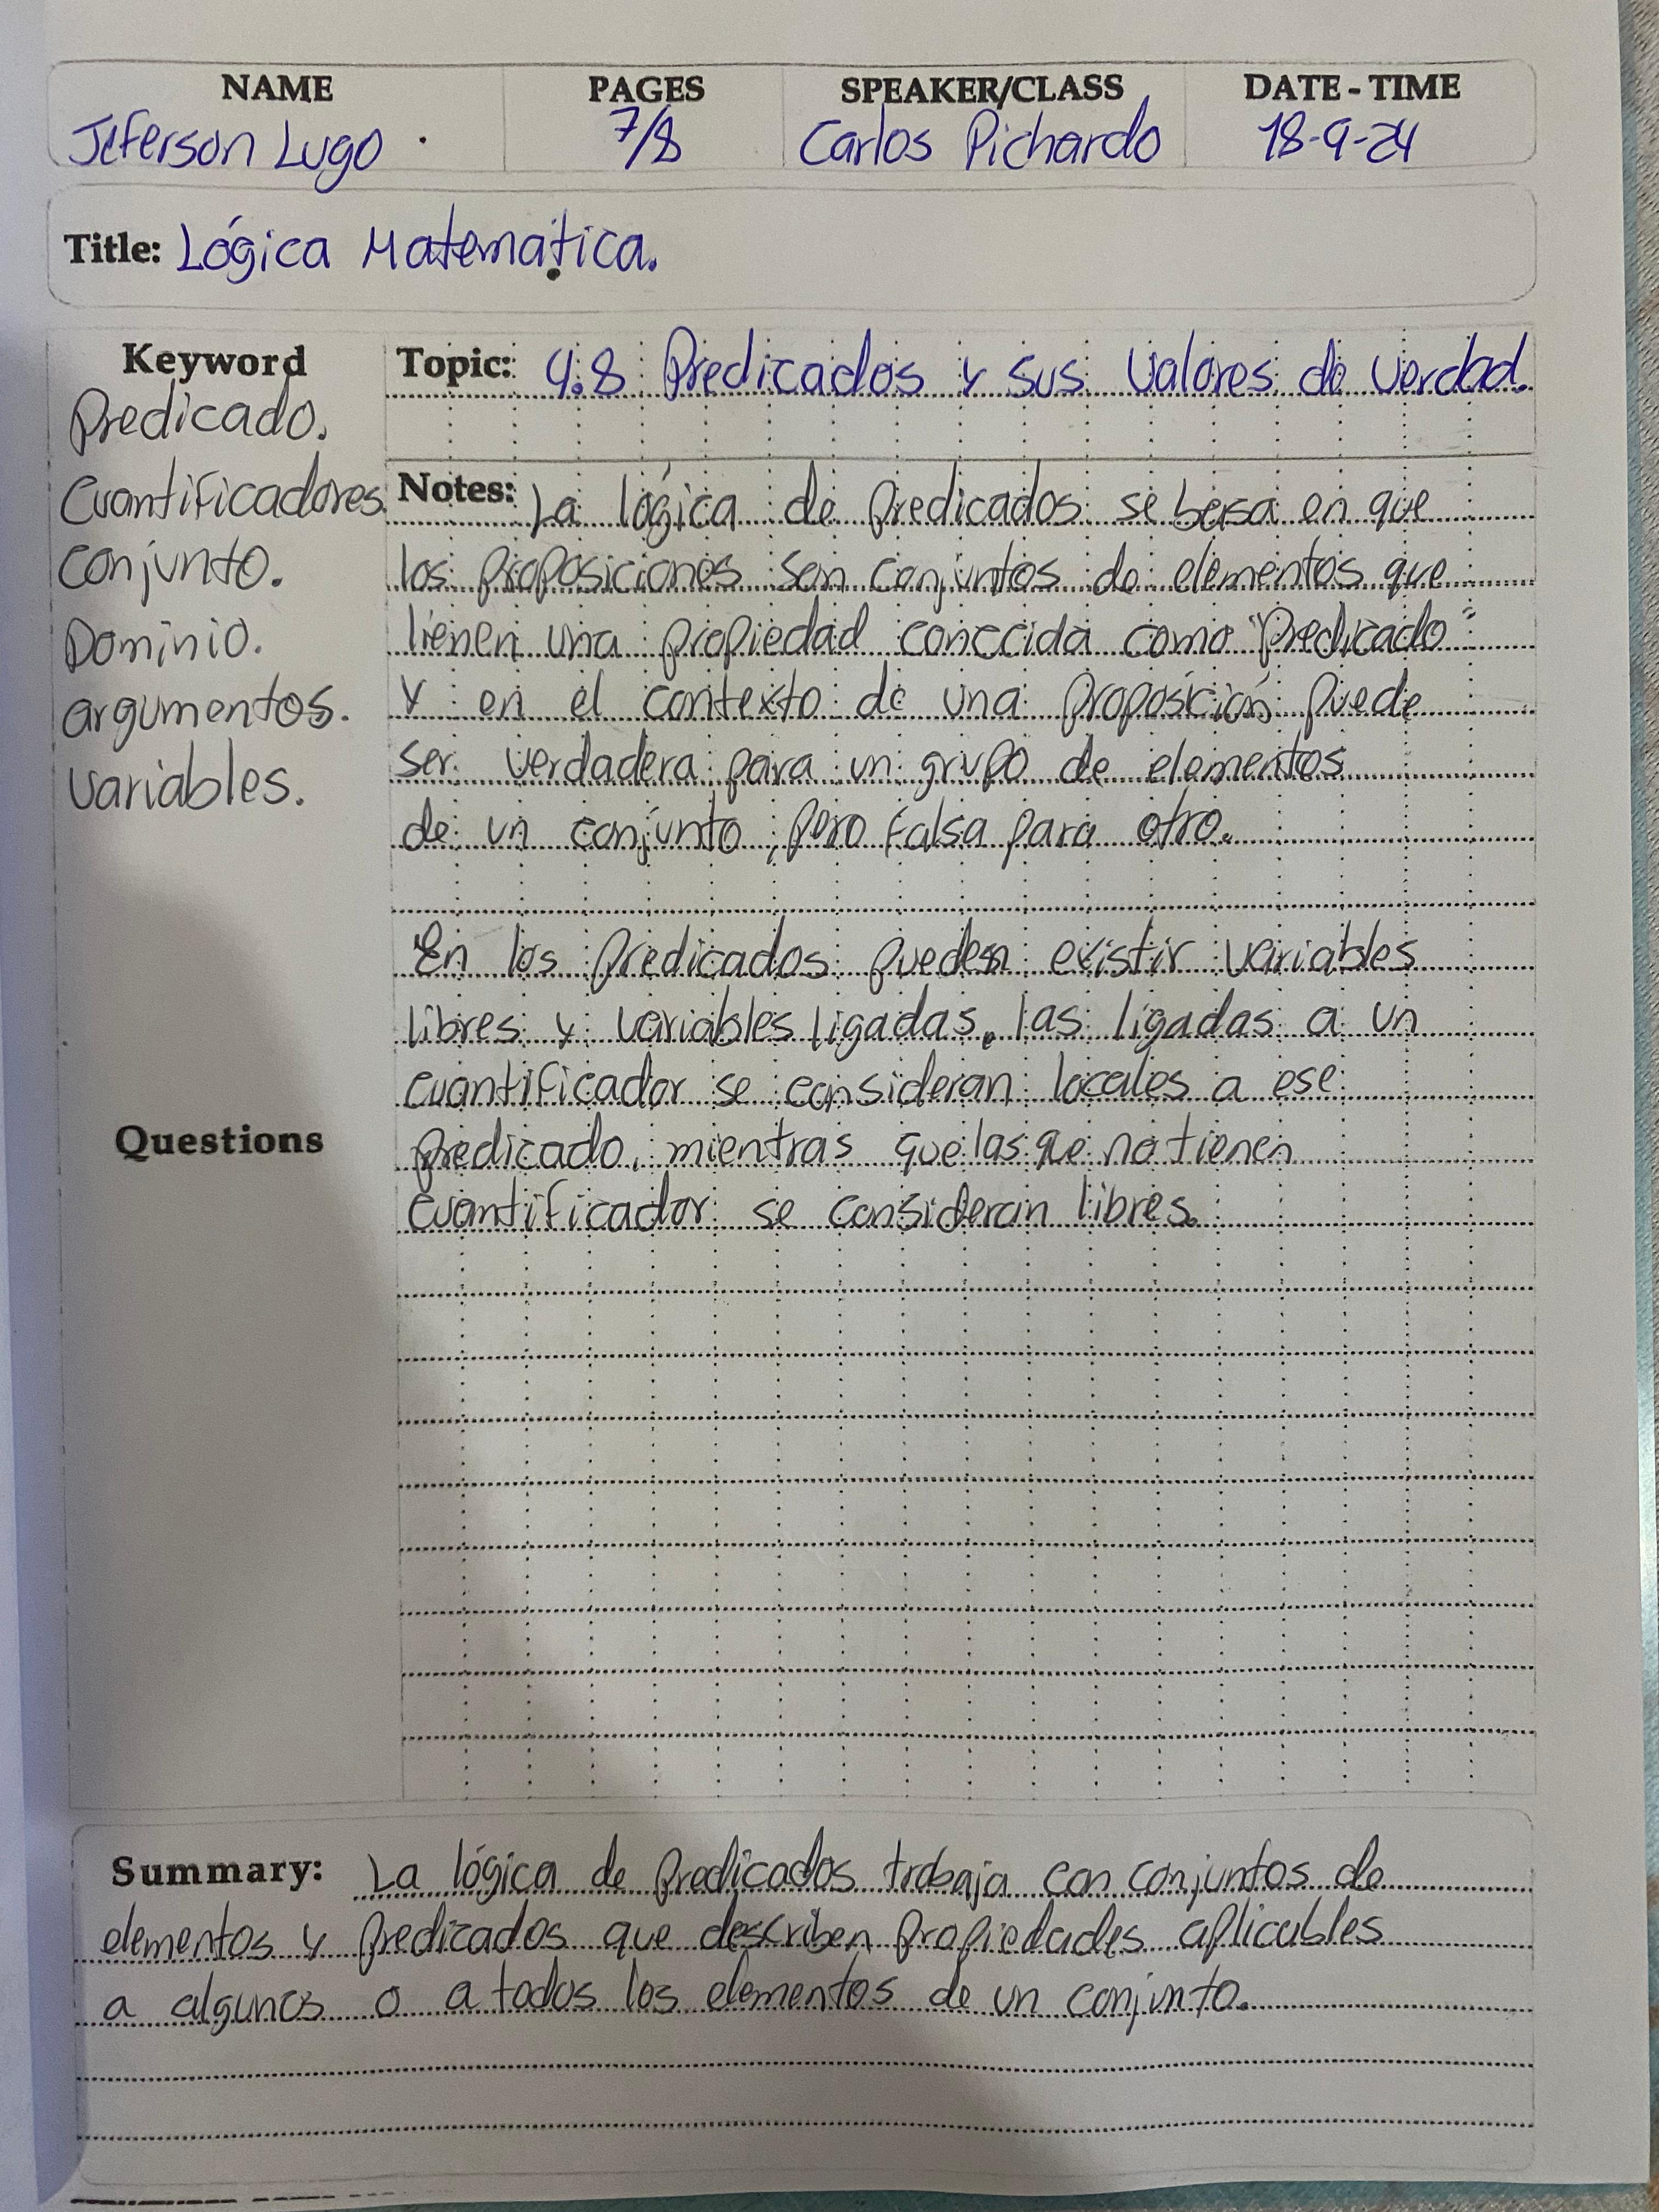 NAME PAGES SPEAKER/CLASS DATE - TIME
Jeferson Lugo 7/8 Carlos Pichardo 18-9-24
Title: Lógica Matemática.
Keyword
Predicado.
Cuantificadores.
Conjunto.
Dominio.
argumentos.
Variables.
Topic: 4.8 Predicados y sus Valores de verdad.
Notes: La lógica de predicados se basa en que
las proposiciones son conjuntos de elementos que
tienen una propiedad conocida como "Predicado"
y en el contexto de una proposición puede
ser verdadera para un grupo de elementos
de un conjunto, pero falsa para otro.
En los predicados pueden existir variables
libres y variables ligadas, las ligadas a un
cuantificador se consideran locales a ese
predicado, mientras que las que no tienen
cuantificador se consideran libres.
Questions
Summary: La lógica de predicados trabaja con conjuntos de
elementos y predicados que describen propiedades aplicables
a algunos o a todos los elementos de un conjunto.